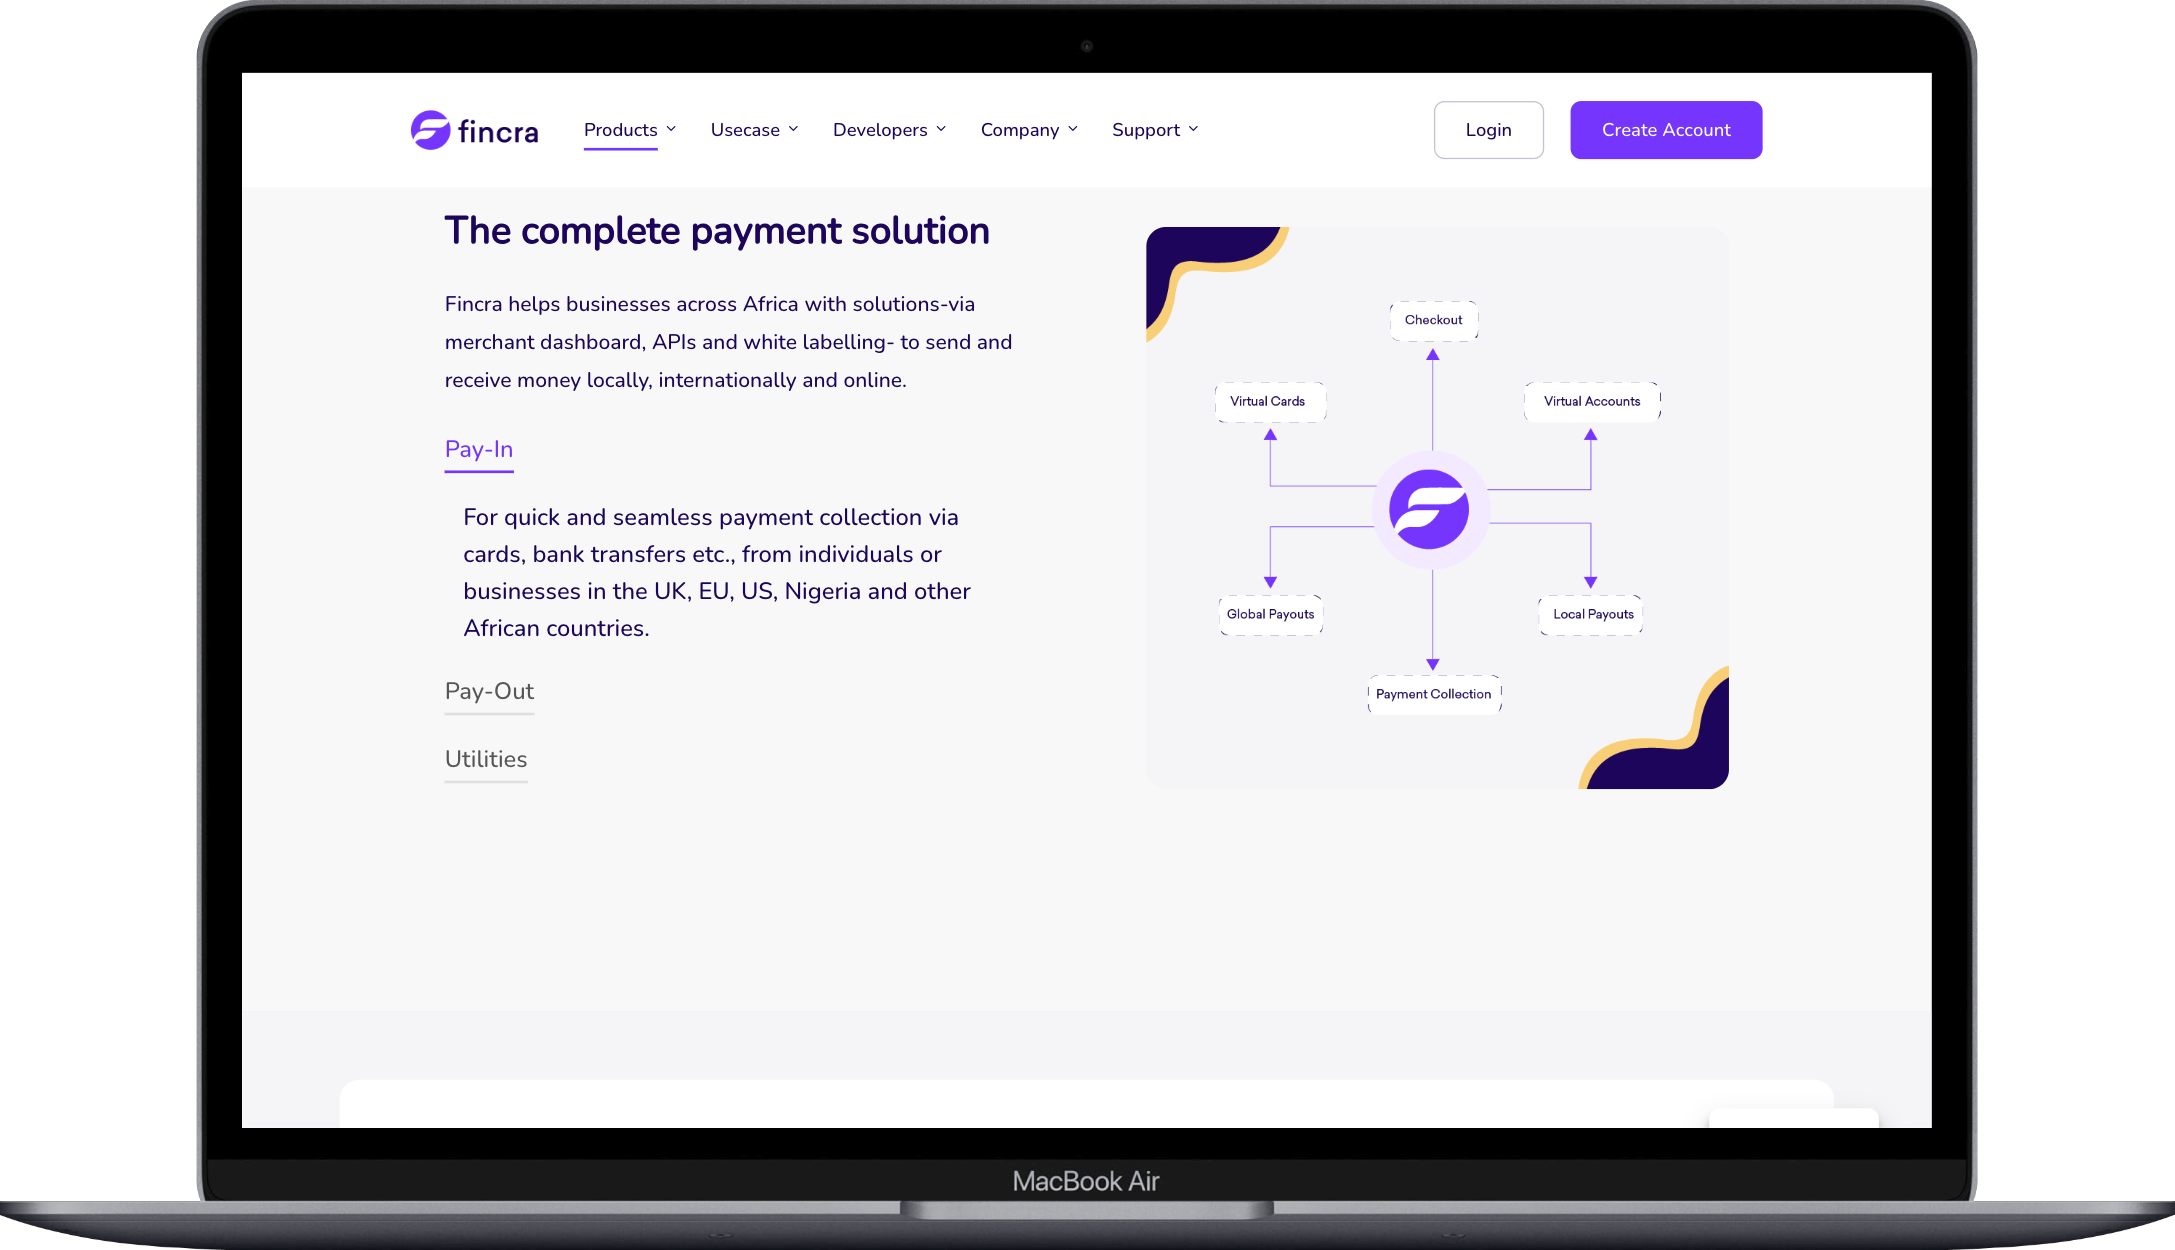 fincra
Products
Usecase
Developers
Company
Support
Login
Create Account
The complete payment solution
Fincra helps businesses across Africa with solutions-via
merchant dashboard, APIs and white labelling- to send and
receive money locally, internationally and online.
Pay-In
For quick and seamless payment collection via
cards, bank transfers etc., from individuals or
businesses in the UK, EU, US, Nigeria and other
African countries.
Pay-Out
Utilities
Checkout
Virtual Cards
Virtual Accounts
Global Payouts
Local Payouts
Payment Collection
MacBook Air